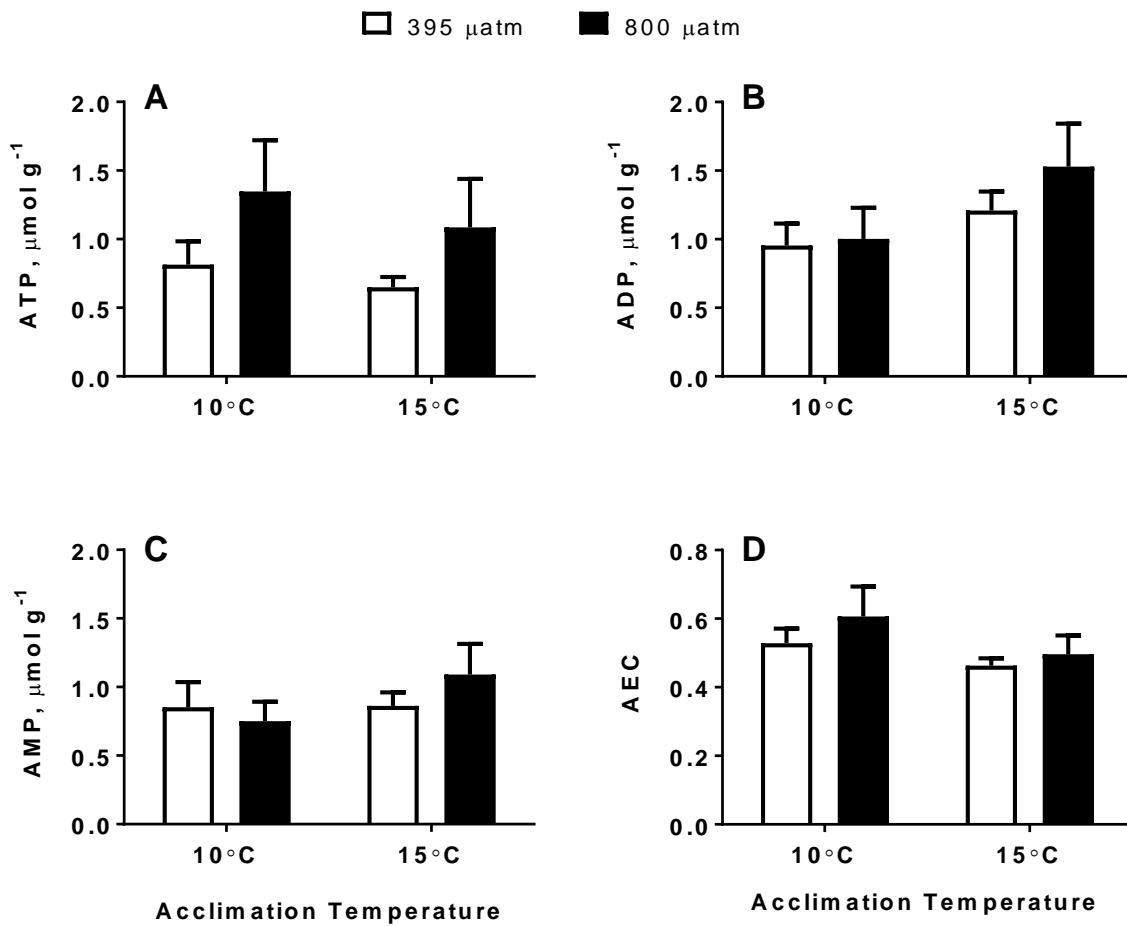 395 μatm 800 μatm
A
ATP, μmol g⁻¹
2.0
1.5
1.0
0.5
0.0
10°C 15°C
B
ADP, μmol g⁻¹
2.0
1.5
1.0
0.5
0.0
10°C 15°C
C
AMP, μmol g⁻¹
2.0
1.5
1.0
0.5
0.0
10°C 15°C
Acclimation Temperature
D
AEC
0.8
0.6
0.4
0.2
0.0
10°C 15°C
Acclimation Temperature